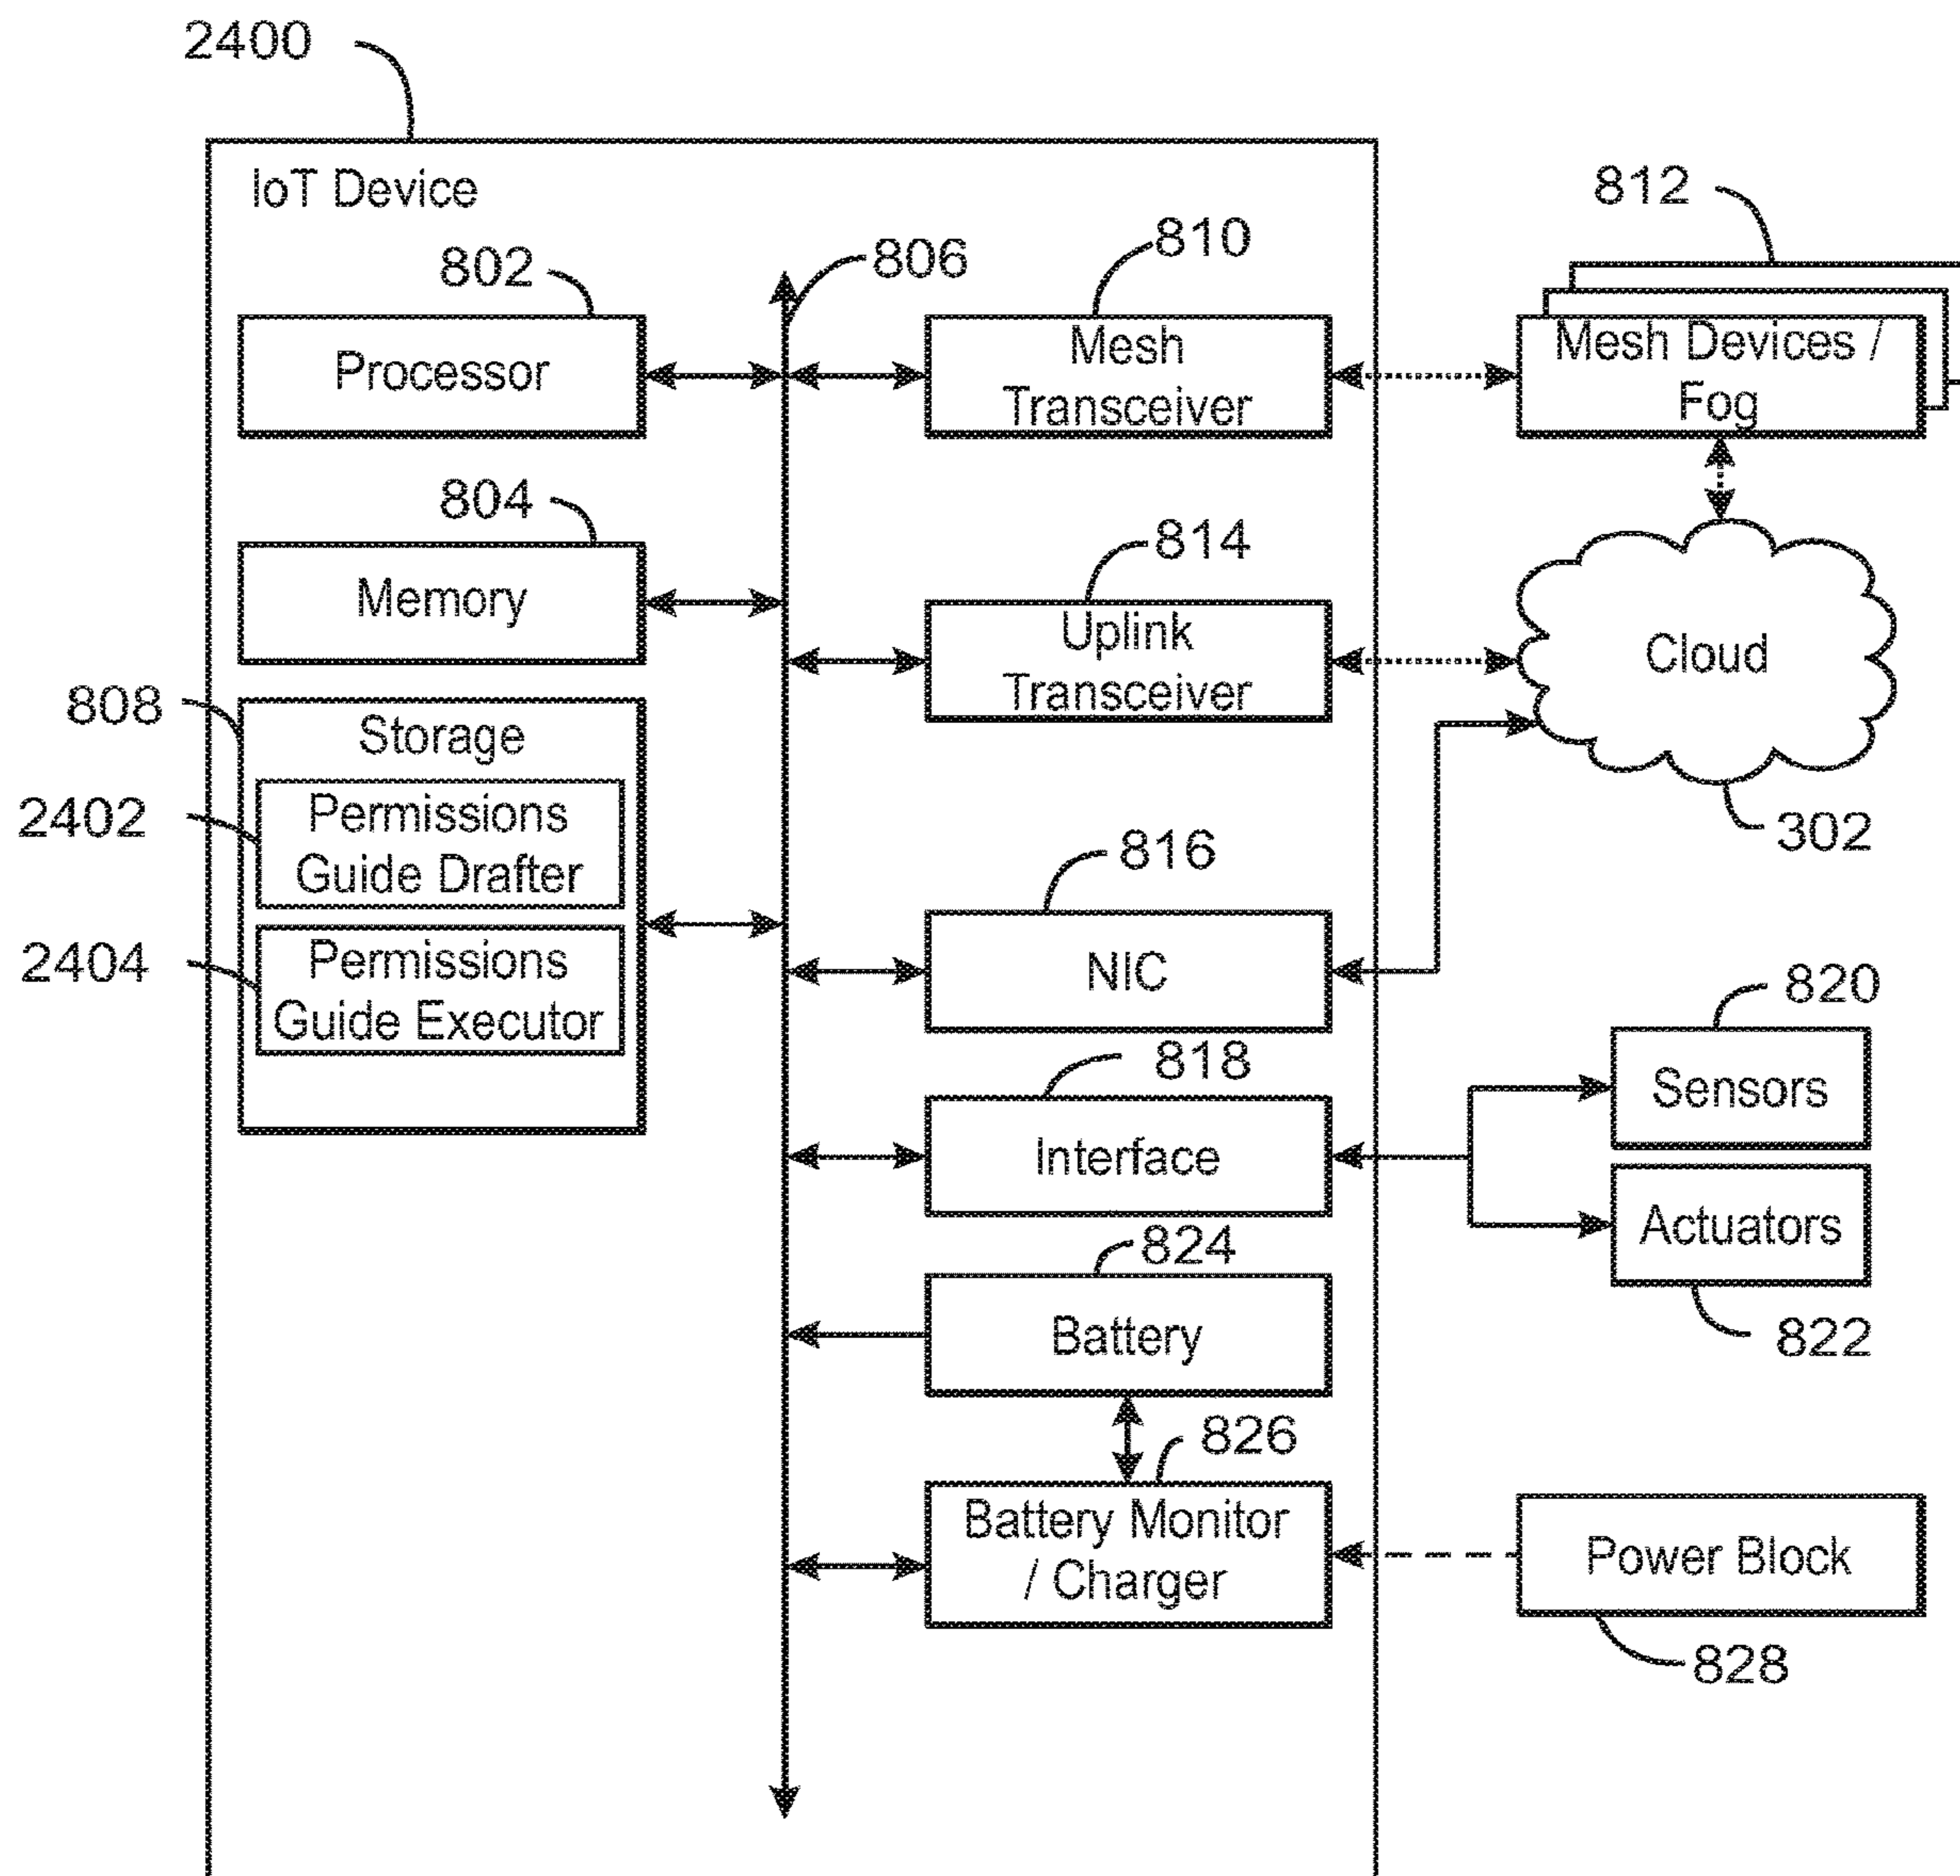 2400
IoT Device
812
810
806
802
Processor
Mesh
Transceiver
Mesh Devices /
Fog
804
Memory
814
Uplink
Transceiver
Cloud
302
808
Storage
2402
Permissions
Guide Drafter
2404
Permissions
Guide Executor
816
NIC
818
Interface
820
Sensors
Actuators
822
824
Battery
826
Battery Monitor
/ Charger
Power Block
828